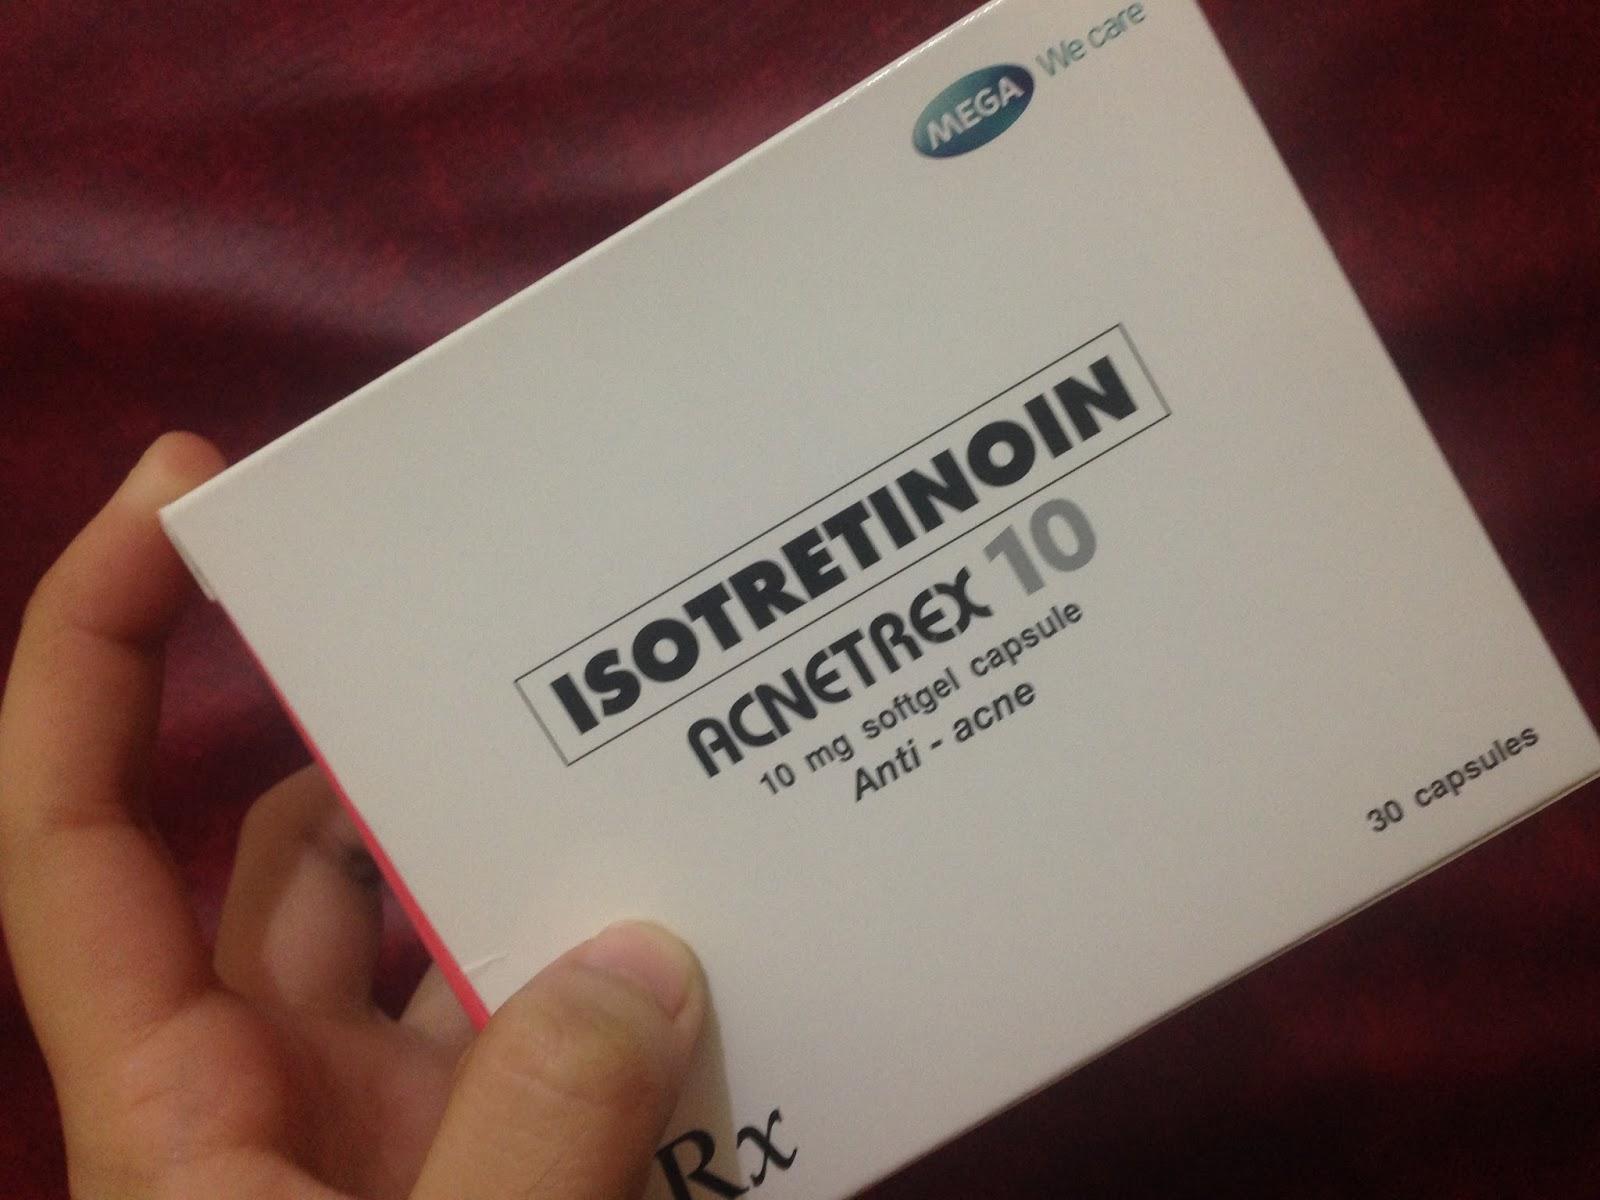 MEGA We care
ISOTRETINOIN
ACNETREX 10
10 mg softgel capsule
Anti - acne
30 capsules
Rx